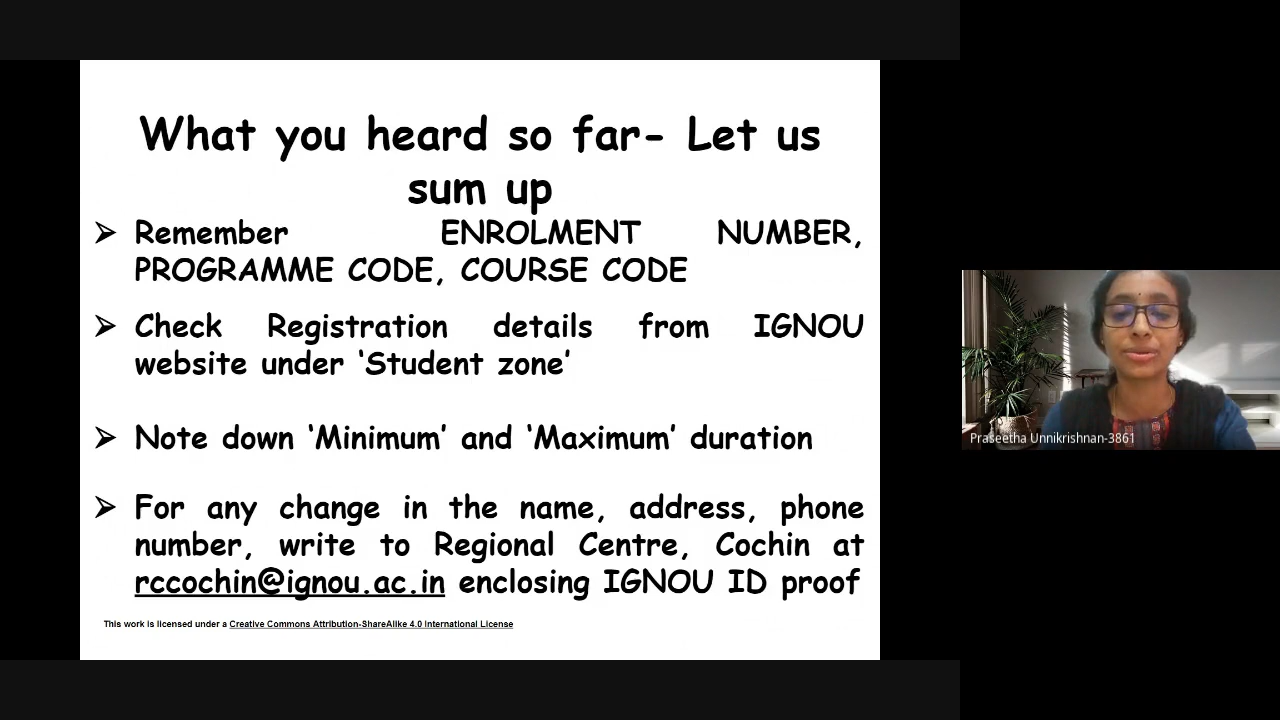 What you heard so far- Let us
sum up
➢ Remember ENROLMENT NUMBER,
PROGRAMME CODE, COURSE CODE
➢ Check Registration details from IGNOU
website under ‘Student zone’
➢ Note down ‘Minimum’ and ‘Maximum’ duration
➢ For any change in the name, address, phone
number, write to Regional Centre, Cochin at
rccochin@ignou.ac.in enclosing IGNOU ID proof
This work is licensed under a Creative Commons Attribution-ShareAlike 4.0 International License
Praseetha Unnikrishnan-3861